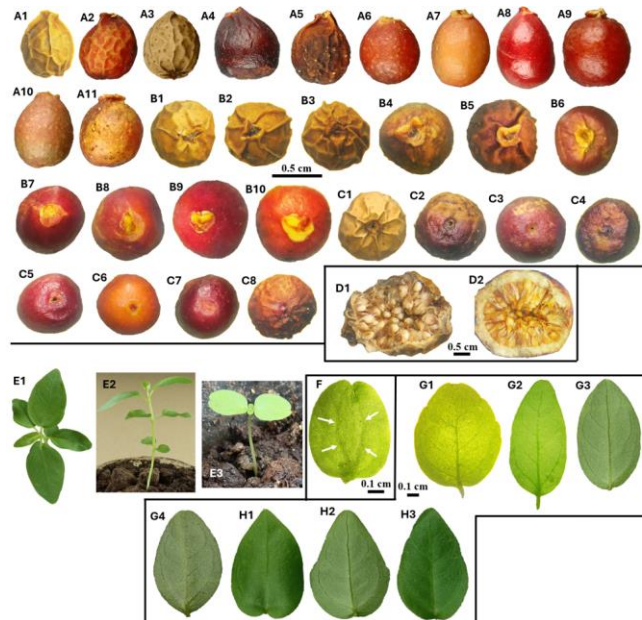 A1 A2 A3 A4 A5 A6 A7 A8 A9
A10 A11 B1 B2 B3 B4 B5 B6
0.5 cm
B7 B8 B9 B10 C1 C2 C3 C4
C5 C6 C7 C8 D1 D2
0.5 cm
E1 E2 E3 F G1 G2 G3
0.1 cm 0.1 cm
G4 H1 H2 H3